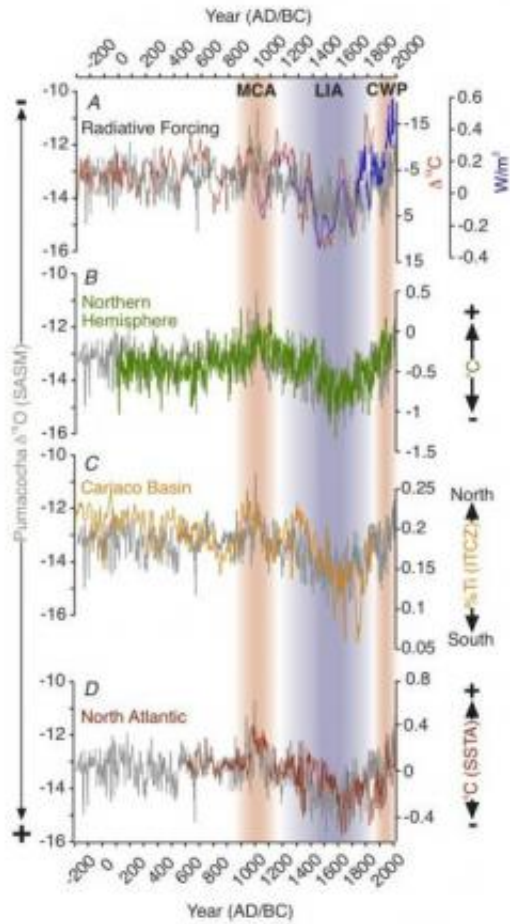 Year (AD/BC)
-200 0 200 400 600 800 1000 1200 1400 1600 1800 2000
MCA LIA CWP
A
Radiative Forcing
-10
-12
-14
-16
-15
-5
5
15
Δ¹⁴C
0.6
0.4
0.2
0
-0.2
-0.4
W/m²
B
Northern
Hemisphere
-10
-12
-14
-16
0.5
0
-0.5
-1
-1.5
+
°C
-
C
Cariaco Basin
-10
-12
-14
-16
0.25
0.2
0.15
0.1
0.05
North
%Ti (ITCZ)
South
D
North Atlantic
-10
-12
-14
-16
0.8
0.4
0
-0.4
+
°C (SSTA)
-
-
Pumacocha δ¹⁸O (SASM)
+
-200 0 200 400 600 800 1000 1200 1400 1600 1800 2000
Year (AD/BC)